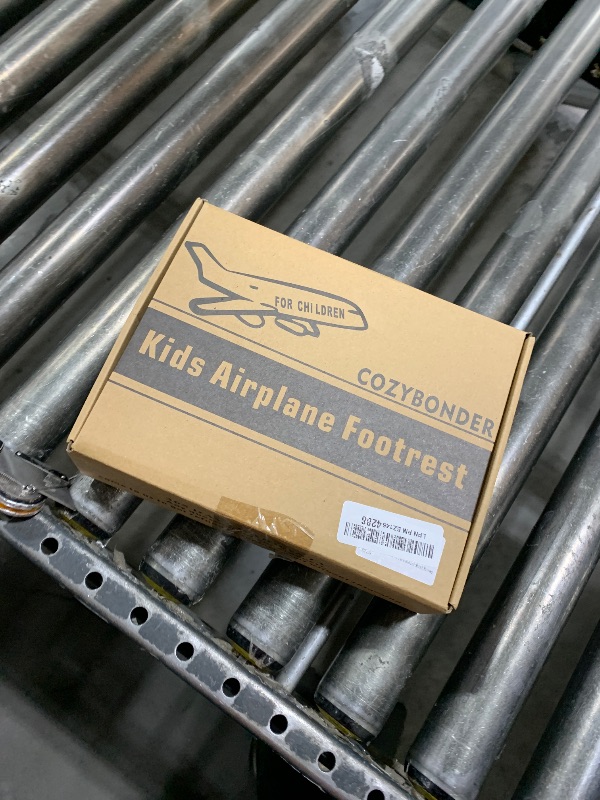 FOR CHILDREN
COZYBONDER
Kids Airplane Footrest